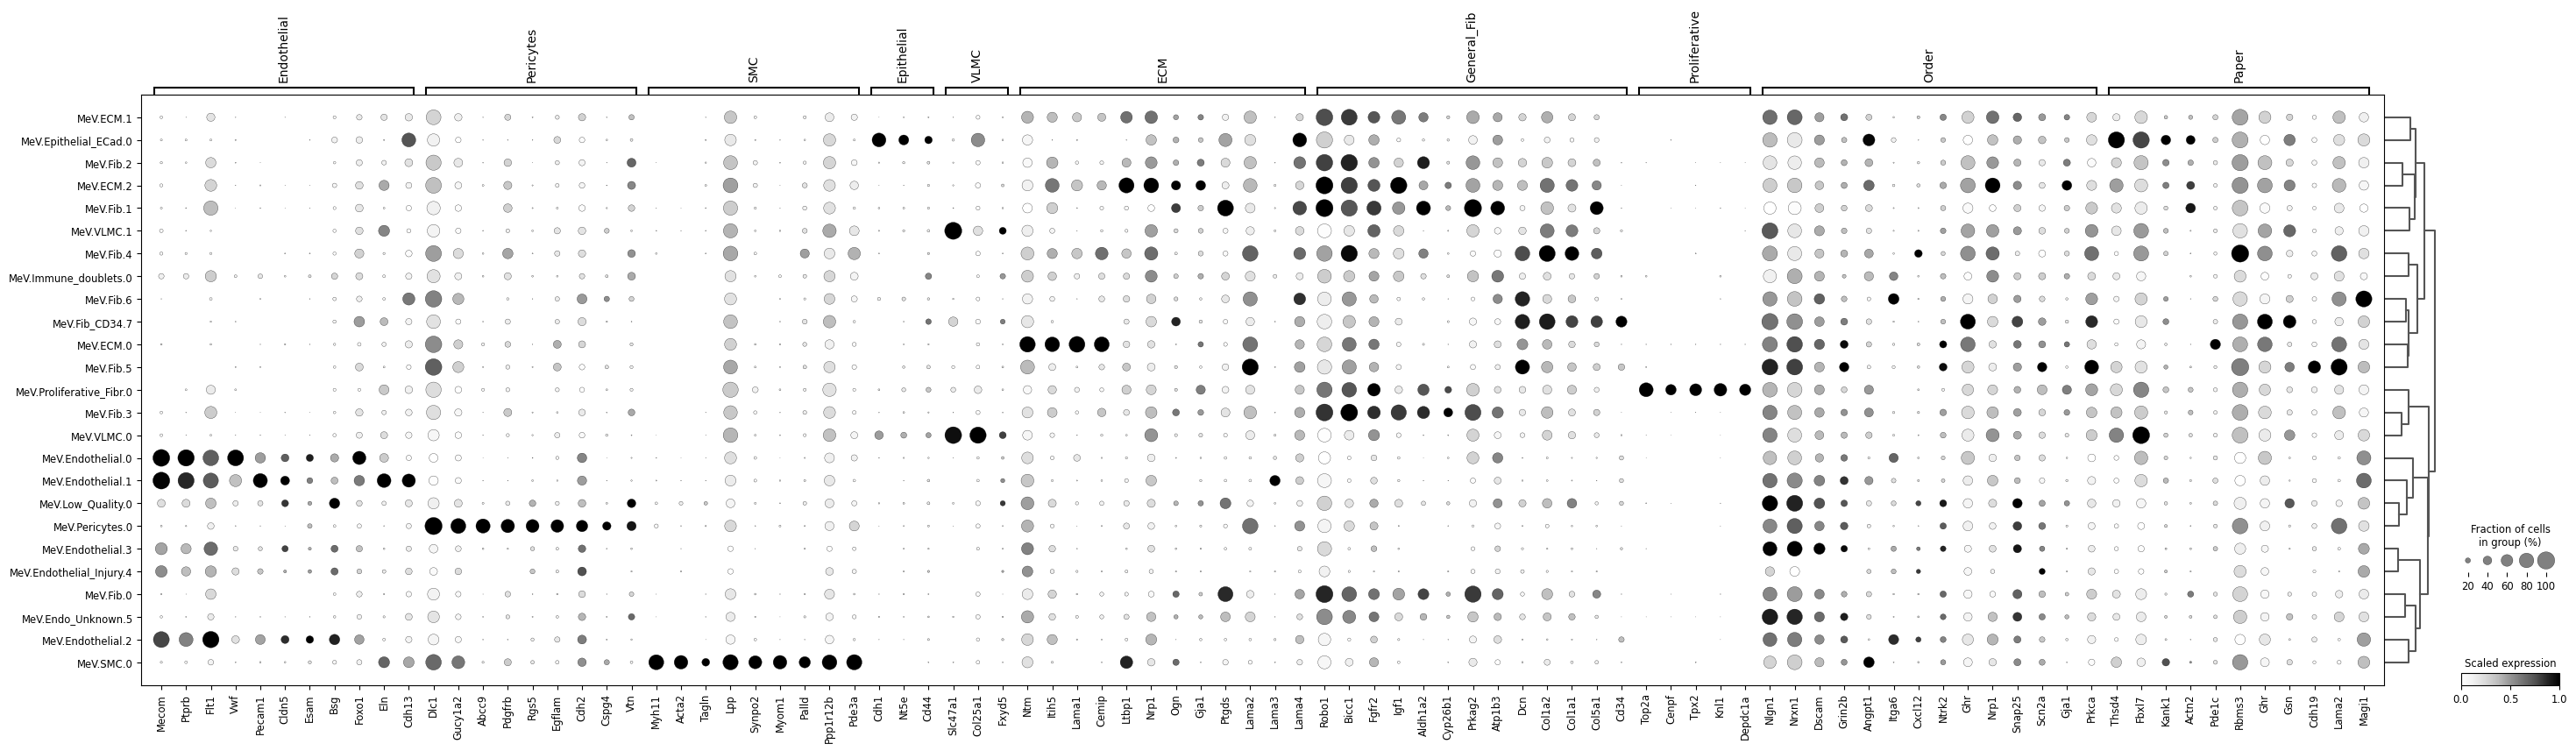 Endothelial
Pericytes
SMC
Epithelial
VLMC
ECM
General_Fib
Proliferative
Order
Paper
MeV.ECM.1
MeV.Epithelial_ECad.0
MeV.Fib.2
MeV.ECM.2
MeV.Fib.1
MeV.VLMC.1
MeV.Fib.4
MeV.Immune_doublets.0
MeV.Fib.6
MeV.Fib_CD34.7
MeV.ECM.0
MeV.Fib.5
MeV.Proliferative_Fibr.0
MeV.Fib.3
MeV.VLMC.0
MeV.Endothelial.0
MeV.Endothelial.1
MeV.Low_Quality.0
MeV.Pericytes.0
MeV.Endothelial.3
MeV.Endothelial_Injury.4
MeV.Fib.0
MeV.Endo_Unknown.5
MeV.Endothelial.2
MeV.SMC.0
Mecom
Ptprb
Flt1
Vwf
Pecam1
Cldn5
Esam
Bsg
Foxo1
Eln
Cdh13
Dlc1
Gucy1a2
Abcc9
Pdgfrb
Rgs5
Egflam
Cdh2
Cspg4
Vtn
Myh11
Acta2
Tagln
Lpp
Synpo2
Myom1
Palld
Ppp1r12b
Pde3a
Cdh1
Nt5e
Cd44
Slc47a1
Col25a1
Fxyd5
Ntm
Itih5
Lama1
Cemip
Ltbp1
Nrp1
Ogn
Gja1
Ptgds
Lama2
Lama3
Lama4
Robo1
Bicc1
Fgfr2
Igf1
Aldh1a2
Cyp26b1
Prkag2
Atp1b3
Dcn
Col1a2
Col1a1
Col5a1
Cd34
Top2a
Cenpf
Tpx2
Knl1
Depdc1a
Nlgn1
Nrxn1
Dscam
Grin2b
Angpt1
Itga6
Cxcl12
Ntrk2
Ghr
Nrp1
Snap25
Scn2a
Gja1
Prkca
Thsd4
Fbxl7
Kank1
Actn2
Pde1c
Rbms3
Ghr
Gsn
Cdh19
Lama2
Magi1
Fraction of cells
in group (%)
20 40 60 80 100
Scaled expression
0.0 0.5 1.0